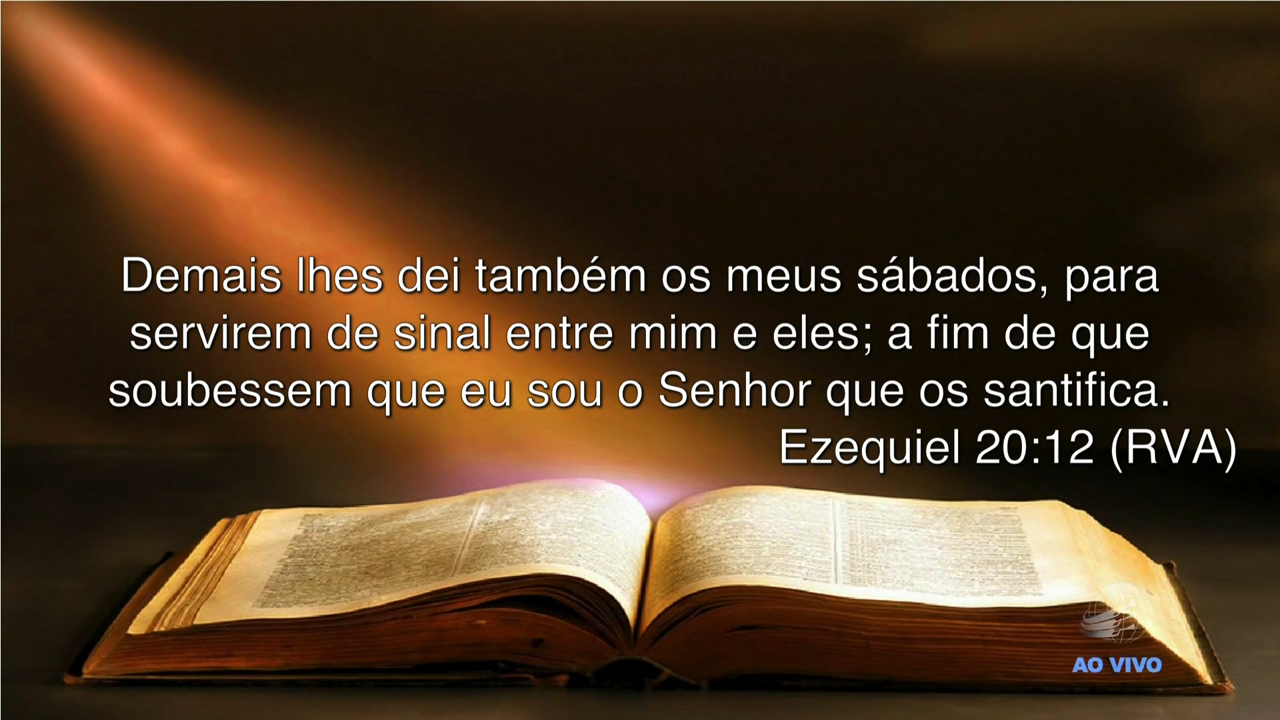 Demais lhes dei também os meus sábados, para
servirem de sinal entre mim e eles; a fim de que
soubessem que eu sou o Senhor que os santifica.
Ezequiel 20:12 (RVA)
AO VIVO